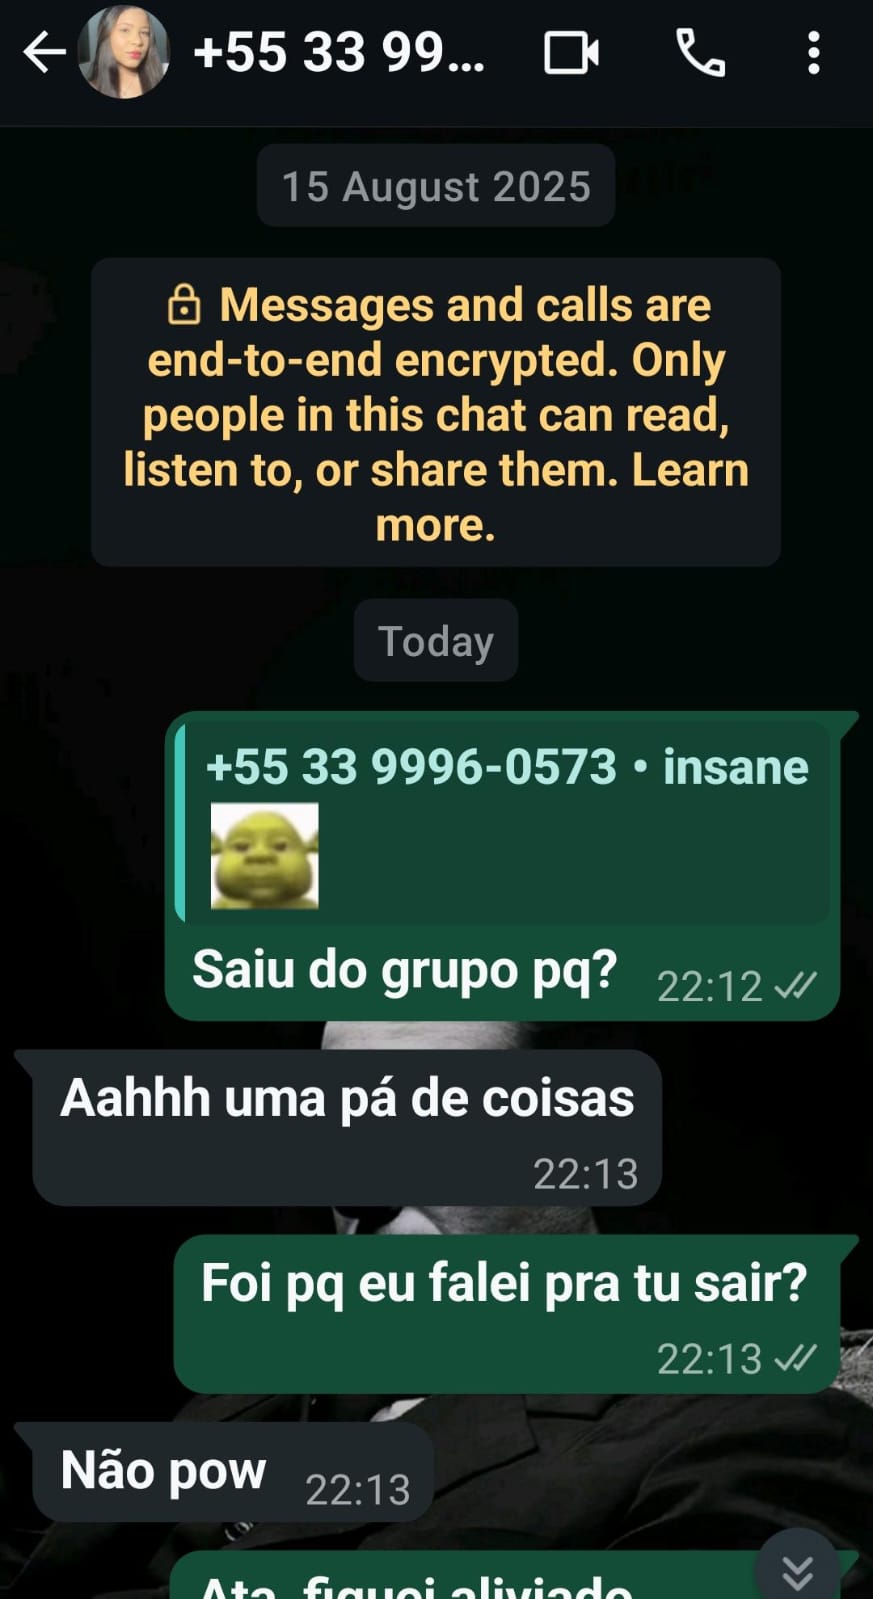 +55 33 99...
15 August 2025
Messages and calls are
end-to-end encrypted. Only
people in this chat can read,
listen to, or share them. Learn
more.
Today
+55 33 9996-0573 • insane
Saiu do grupo pq?
22:12
Aahhh uma pá de coisas
22:13
Foi pq eu falei pra tu sair?
22:13
Não pow
22:13
Ata, fiquei aliviado